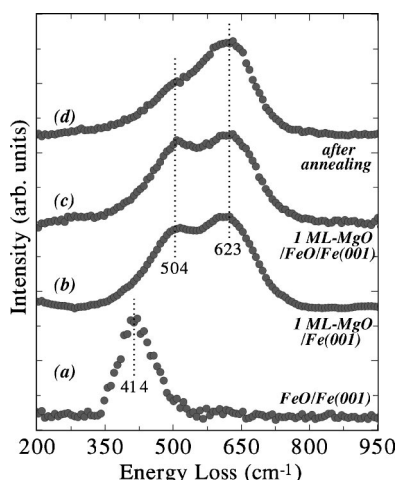 Intensity (arb. units)
(d)
after
annealing
(c)
1 ML-MgO
/FeO/Fe(001)
504
623
(b)
1 ML-MgO
/Fe(001)
(a)
414
FeO/Fe(001)
200 350 500 650 800 950
Energy Loss (cm-1)